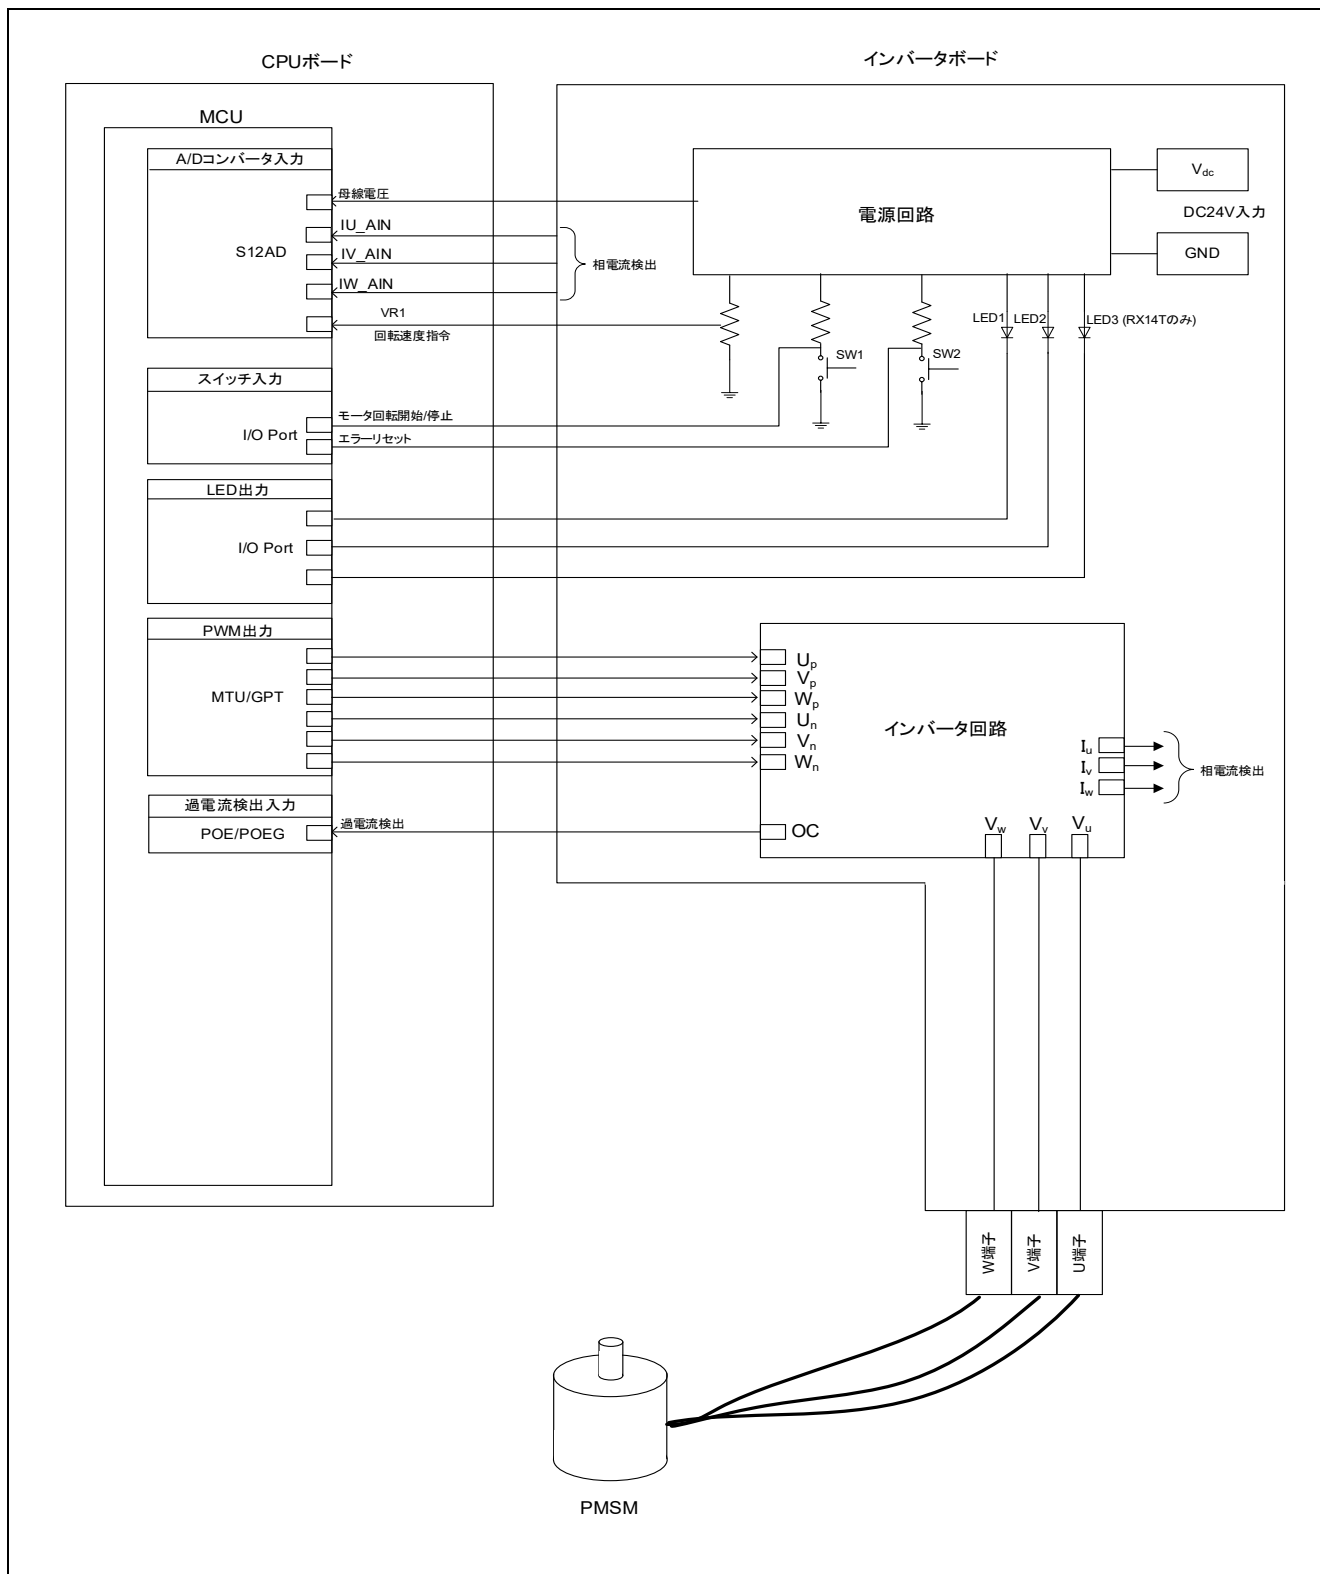 CPUボード
インバータボード
MCU
A/Dコンバータ入力
S12AD
母線電圧
IU_AIN
IV_AIN
IW_AIN
相電流検出
VR1
回転速度指令
電源回路
Vdc
DC24V入力
GND
SW1
SW2
LED1
LED2
LED3 (RX14Tのみ)
スイッチ入力
I/O Port
モータ回転開始/停止
エラーリセット
LED出力
I/O Port
PWM出力
MTU/GPT
Up
Vp
Wp
Un
Vn
Wn
インバータ回路
Iu
Iv
Iw
相電流検出
過電流検出入力
POE/POEG
過電流検出
OC
Vw
Vv
Vu
W端子
V端子
U端子
PMSM